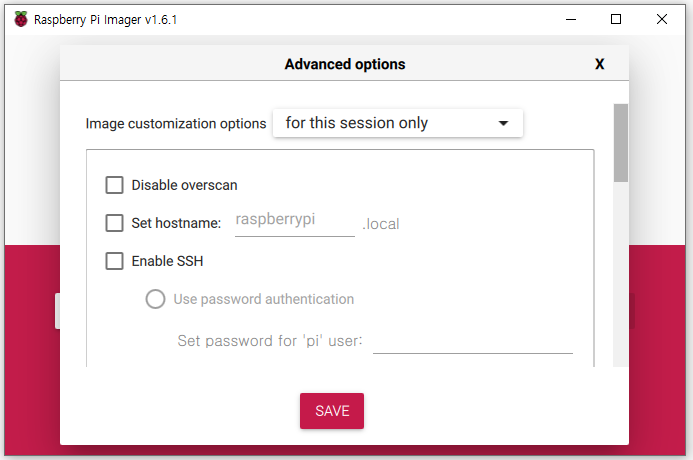 Raspberry Pi Imager v1.6.1
Advanced options X
Image customization options for this session only
Disable overscan
Set hostname: raspberrypi .local
Enable SSH
Use password authentication
Set password for 'pi' user:
SAVE